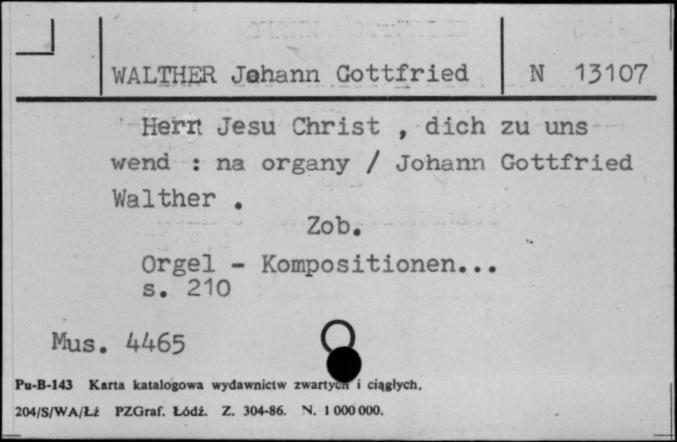 WALTHER Johann Gottfried N 13107
Herr Jesu Christ , dich zu uns
wend : na organy / Johann Gottfried
Walther .
Zob.
Orgel - Kompositionen...
s. 210
Mus. 4465
Pu-B-143 Karta katalogowa wydawnictw zwartych i ciągłych,
204/S/WA/Łż PZGraf. Łódź. Z. 304-86. N. 1 000 000.